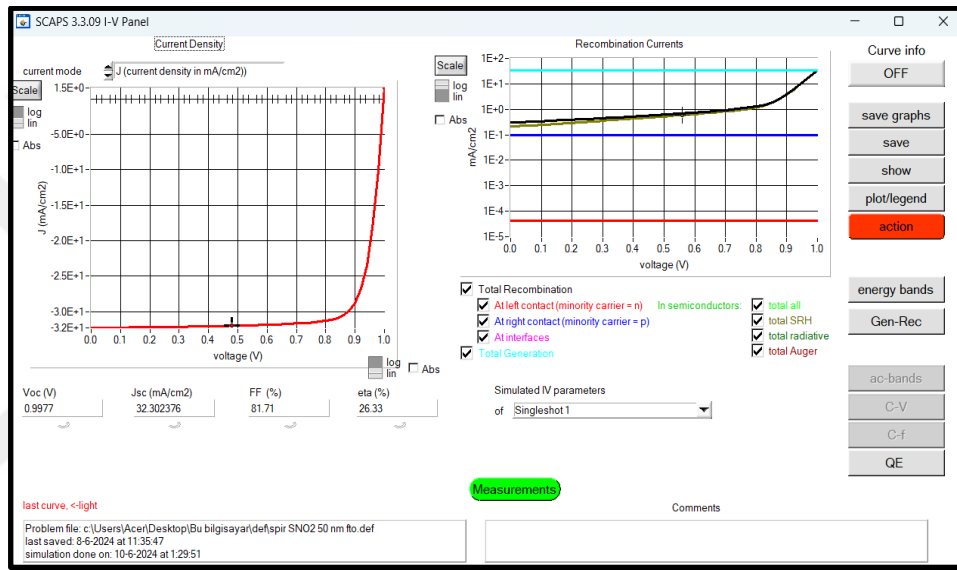 SCAPS 3.3.09 I-V Panel
Current Density
current mode
J (current density in mA/cm2))
Scale
log
lin
Abs
1.5E+0
-5.0E+0
-1.0E+1
-1.5E+1
-2.0E+1
-2.5E+1
-3.0E+1
-3.2E+1
J (mA/cm2)
0.0 0.1 0.2 0.3 0.4 0.5 0.6 0.7 0.8 0.9 1.0
voltage (V)
log
lin
Abs
Voc (V) Jsc (mA/cm2) FF (%) eta (%)
0.9977 32.302376 81.71 26.33
Recombination Currents
Scale
log
lin
Abs
1E+2
1E+1
1E+0
1E-1
1E-2
1E-3
1E-4
1E-5
mA/cm2
0.0 0.1 0.2 0.3 0.4 0.5 0.6 0.7 0.8 0.9 1.0
voltage (V)
Total Recombination
At left contact (minority carrier = n) In semiconductors: total all
At right contact (minority carrier = p) total SRH
At interfaces total radiative
Total Generation total Auger
Simulated IV parameters
of Singleshot 1
Curve info
OFF
save graphs
save
show
plot/legend
action
energy bands
Gen-Rec
ac-bands
C-V
C-f
QE
Measurements
last curve, <-light
Comments
Problem file: c:\Users\Acer\Desktop\Bu bilgisayar\def\spir SNO2 50 nm fto.def
last saved: 8-6-2024 at 11:35:47
simulation done on: 10-6-2024 at 1:29:51